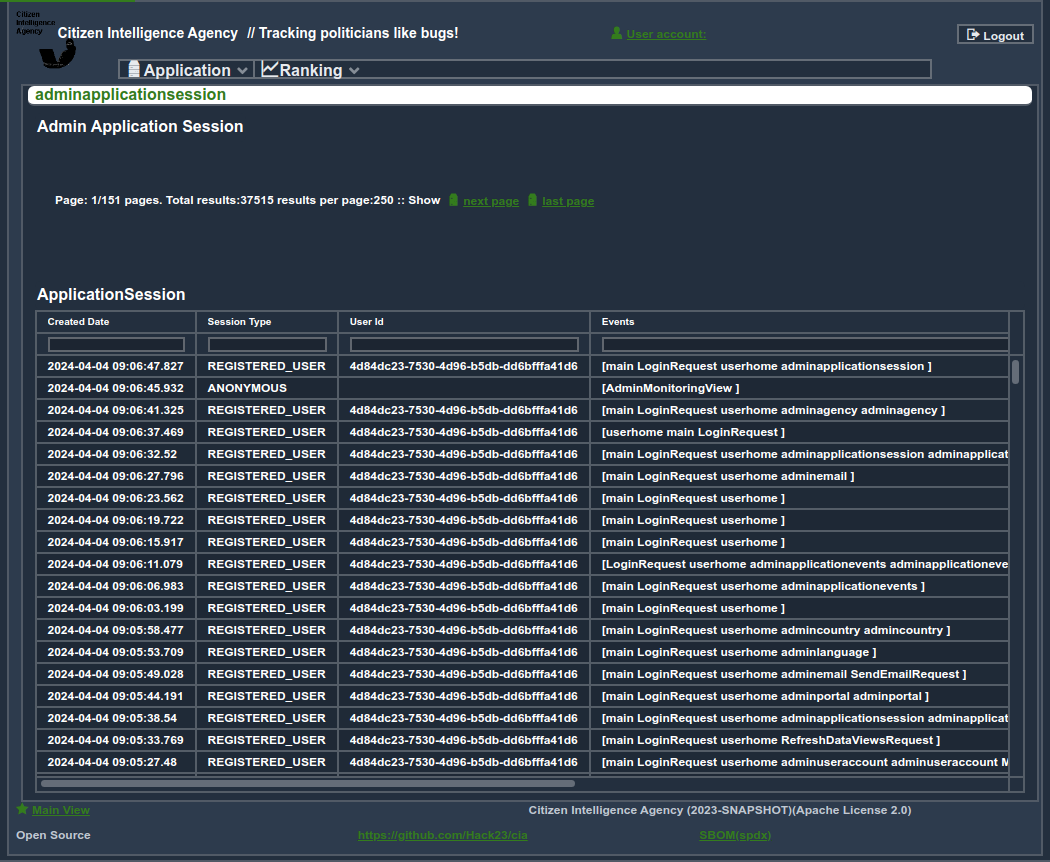 Citizen
Intelligence
Agency
Citizen Intelligence Agency // Tracking politicians like bugs!
User account:
Logout
Application
Ranking
adminapplicationsession
Admin Application Session
Page: 1/151 pages. Total results:37515 results per page:250 :: Show next page last page
ApplicationSession
Created Date Session Type User Id Events
2024-04-04 09:06:47.827 REGISTERED_USER 4d84dc23-7530-4d96-b5db-dd6bfffa41d6 [main LoginRequest userhome adminapplicationsession ]
2024-04-04 09:06:45.932 ANONYMOUS [AdminMonitoringView ]
2024-04-04 09:06:41.325 REGISTERED_USER 4d84dc23-7530-4d96-b5db-dd6bfffa41d6 [main LoginRequest userhome adminagency adminagency ]
2024-04-04 09:06:37.469 REGISTERED_USER 4d84dc23-7530-4d96-b5db-dd6bfffa41d6 [userhome main LoginRequest ]
2024-04-04 09:06:32.52 REGISTERED_USER 4d84dc23-7530-4d96-b5db-dd6bfffa41d6 [main LoginRequest userhome adminapplicationsession adminapplicat
2024-04-04 09:06:27.796 REGISTERED_USER 4d84dc23-7530-4d96-b5db-dd6bfffa41d6 [main LoginRequest userhome adminemail ]
2024-04-04 09:06:23.562 REGISTERED_USER 4d84dc23-7530-4d96-b5db-dd6bfffa41d6 [main LoginRequest userhome ]
2024-04-04 09:06:19.722 REGISTERED_USER 4d84dc23-7530-4d96-b5db-dd6bfffa41d6 [main LoginRequest userhome ]
2024-04-04 09:06:15.917 REGISTERED_USER 4d84dc23-7530-4d96-b5db-dd6bfffa41d6 [main LoginRequest userhome ]
2024-04-04 09:06:11.079 REGISTERED_USER 4d84dc23-7530-4d96-b5db-dd6bfffa41d6 [LoginRequest userhome adminapplicationevents adminapplicationeve
2024-04-04 09:06:06.983 REGISTERED_USER 4d84dc23-7530-4d96-b5db-dd6bfffa41d6 [main LoginRequest userhome adminapplicationevents ]
2024-04-04 09:06:03.199 REGISTERED_USER 4d84dc23-7530-4d96-b5db-dd6bfffa41d6 [main LoginRequest userhome ]
2024-04-04 09:05:58.477 REGISTERED_USER 4d84dc23-7530-4d96-b5db-dd6bfffa41d6 [main LoginRequest userhome admincountry admincountry ]
2024-04-04 09:05:53.709 REGISTERED_USER 4d84dc23-7530-4d96-b5db-dd6bfffa41d6 [main LoginRequest userhome adminlanguage ]
2024-04-04 09:05:49.028 REGISTERED_USER 4d84dc23-7530-4d96-b5db-dd6bfffa41d6 [main LoginRequest userhome adminemail SendEmailRequest ]
2024-04-04 09:05:44.191 REGISTERED_USER 4d84dc23-7530-4d96-b5db-dd6bfffa41d6 [main LoginRequest userhome adminportal adminportal ]
2024-04-04 09:05:38.54 REGISTERED_USER 4d84dc23-7530-4d96-b5db-dd6bfffa41d6 [main LoginRequest userhome adminapplicationsession adminapplicat
2024-04-04 09:05:33.769 REGISTERED_USER 4d84dc23-7530-4d96-b5db-dd6bfffa41d6 [main LoginRequest userhome RefreshDataViewsRequest ]
2024-04-04 09:05:27.48 REGISTERED_USER 4d84dc23-7530-4d96-b5db-dd6bfffa41d6 [main LoginRequest userhome adminuseraccount adminuseraccount M
Main View Citizen Intelligence Agency (2023-SNAPSHOT)(Apache License 2.0)
Open Source https://github.com/Hack23/cia SBOM(spdx)